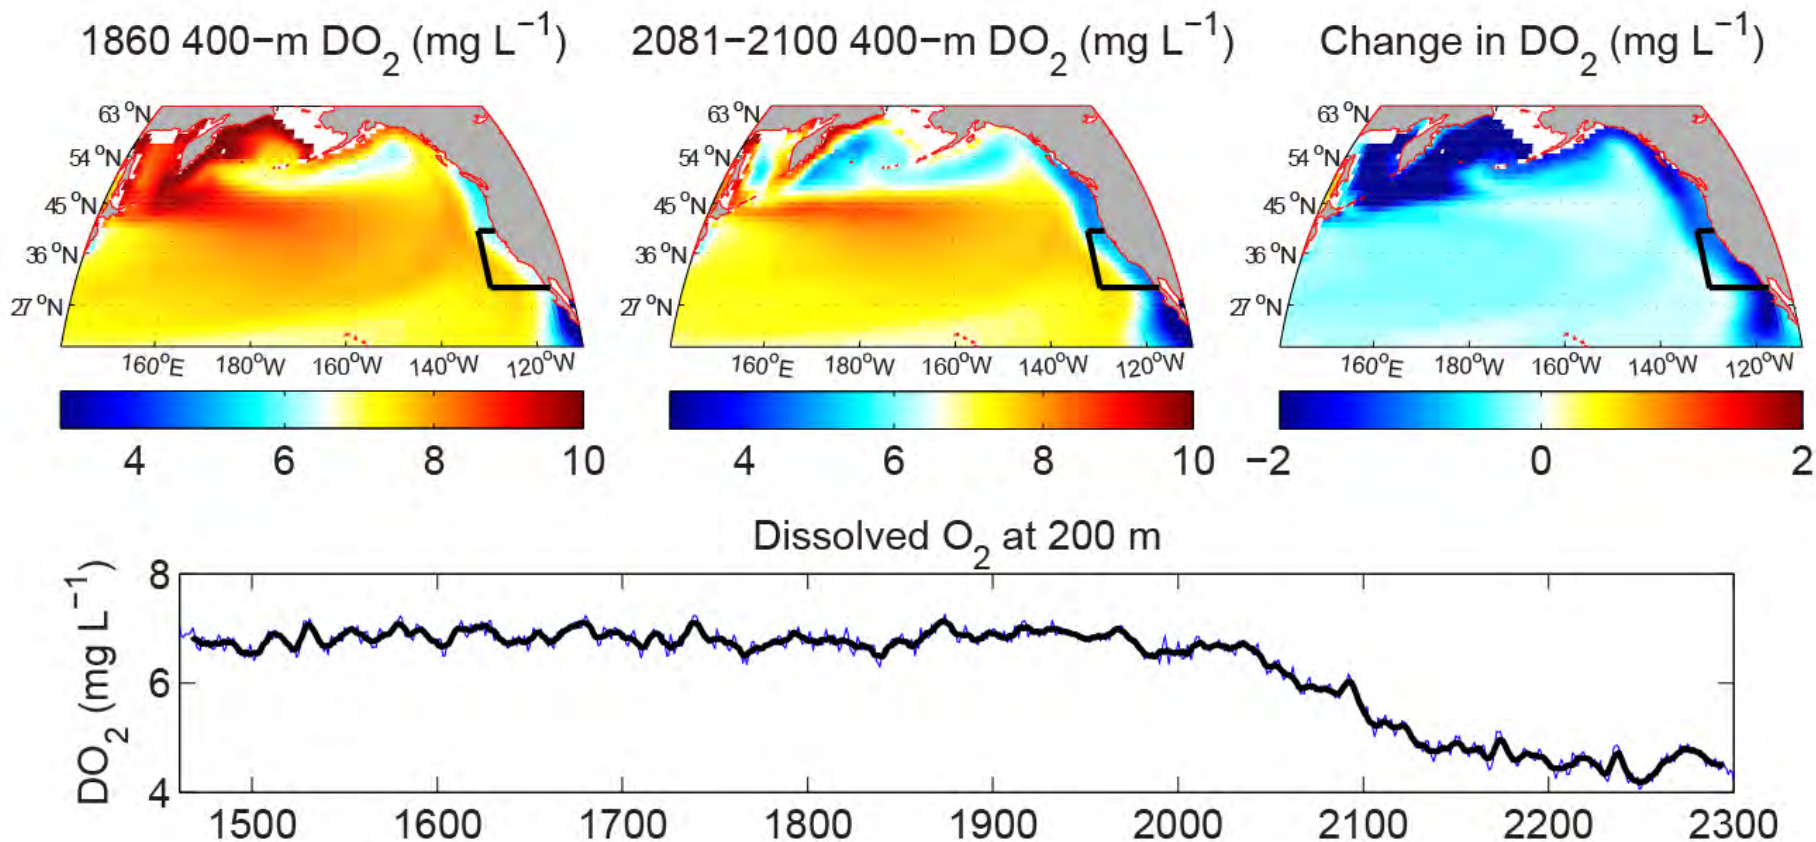 1860 400−m DO₂ (mg L⁻¹)
2081−2100 400−m DO₂ (mg L⁻¹)
Change in DO₂ (mg L⁻¹)
63 °N
54 °N
45 °N
36 °N
27 °N
160°E 180°W 160°W 140°W 120°W
4 6 8 10
63 °N
54 °N
45 °N
36 °N
27 °N
160°E 180°W 160°W 140°W 120°W
4 6 8 10
63 °N
54 °N
45 °N
36 °N
27 °N
160°E 180°W 160°W 140°W 120°W
−2 0 2
Dissolved O₂ at 200 m
DO₂ (mg L⁻¹)
8
6
4
1500 1600 1700 1800 1900 2000 2100 2200 2300